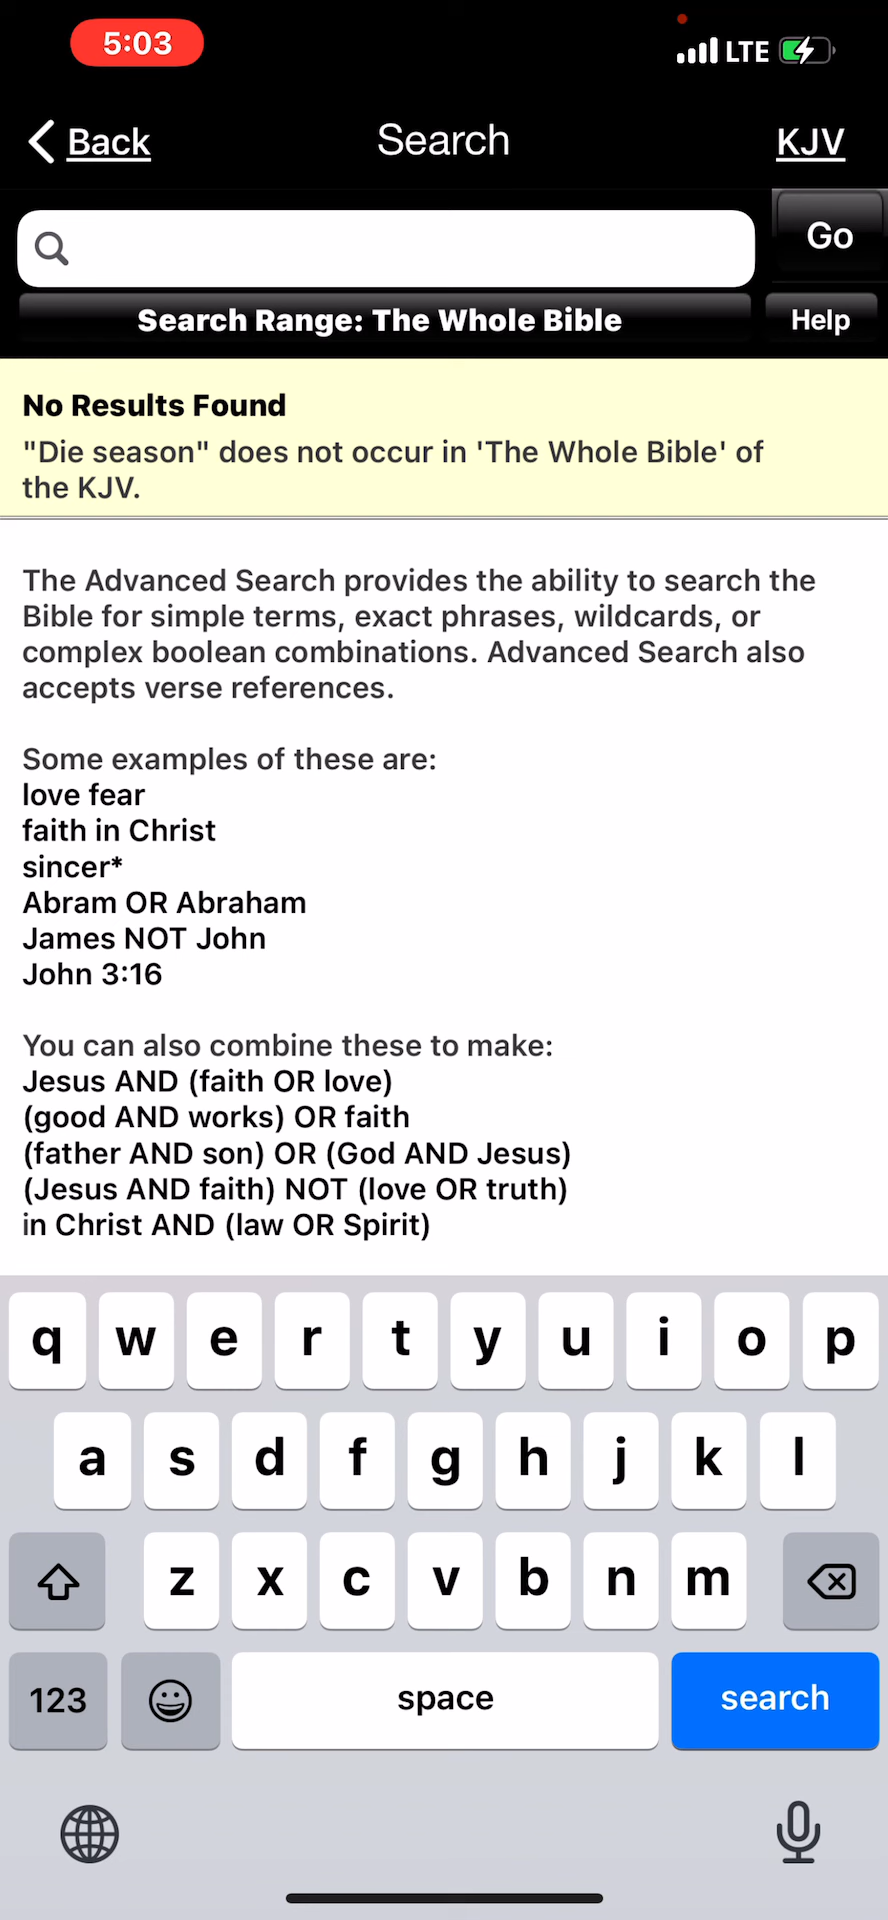 5:03
LTE
Back
Search
KJV
Go
Search Range: The Whole Bible
Help
No Results Found
"Die season" does not occur in 'The Whole Bible' of
the KJV.
The Advanced Search provides the ability to search the
Bible for simple terms, exact phrases, wildcards, or
complex boolean combinations. Advanced Search also
accepts verse references.
Some examples of these are:
love fear
faith in Christ
sincer*
Abram OR Abraham
James NOT John
John 3:16
You can also combine these to make:
Jesus AND (faith OR love)
(good AND works) OR faith
(father AND son) OR (God AND Jesus)
(Jesus AND faith) NOT (love OR truth)
in Christ AND (law OR Spirit)
q w e r t y u i o p
a s d f g h j k l
z x c v b n m
123 space search